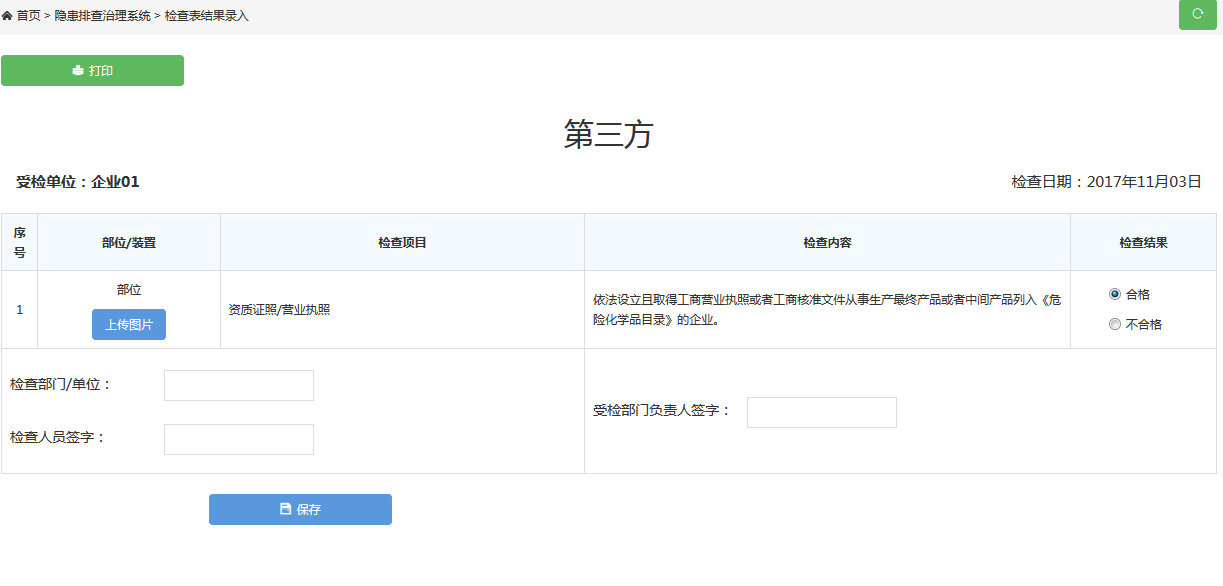 首页 > 隐患排查治理系统 > 检查表结果录入
打印
第三方
受检单位：企业01
检查日期：2017年11月03日
序号
部位/装置
检查项目
检查内容
检查结果
1
部位
上传图片
资质证照/营业执照
依法设立且取得工商营业执照或者工商核准文件从事生产最终产品或者中间产品列入《危
险化学品目录》的企业。
合格
不合格
检查部门/单位：
检查人员签字：
受检部门负责人签字：
保存